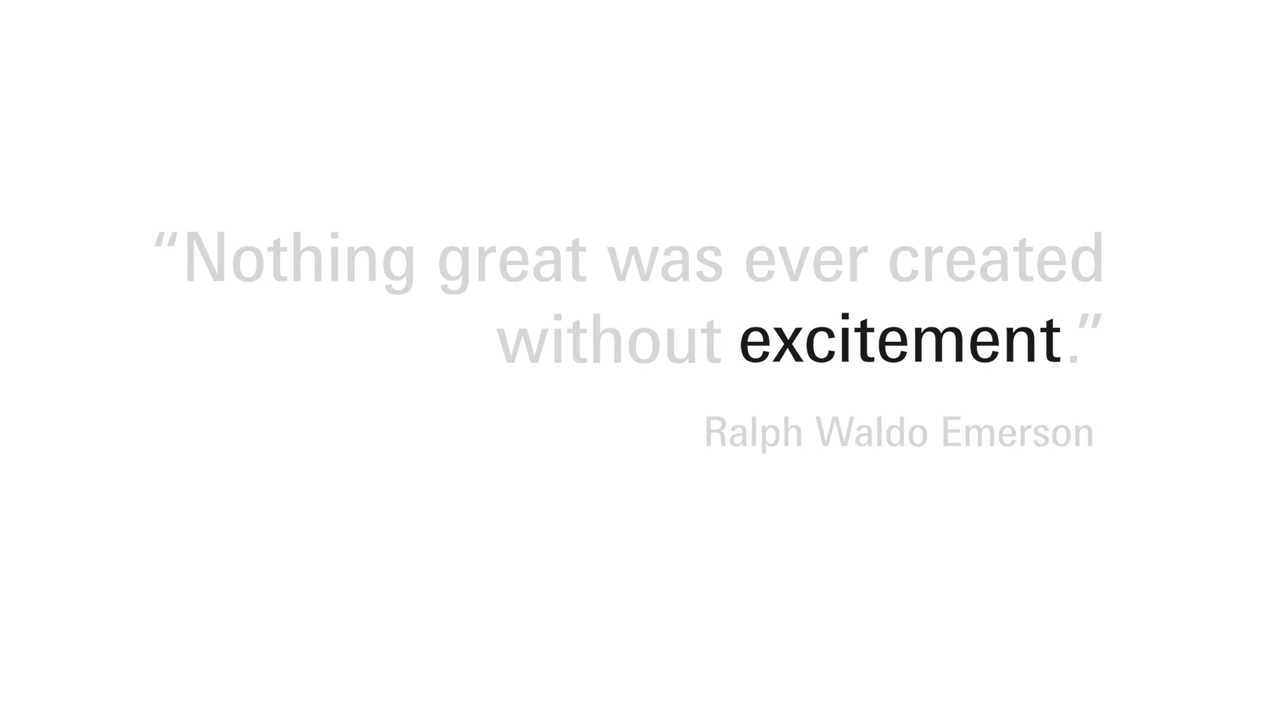 “Nothing great was ever created
without excitement.”
Ralph Waldo Emerson